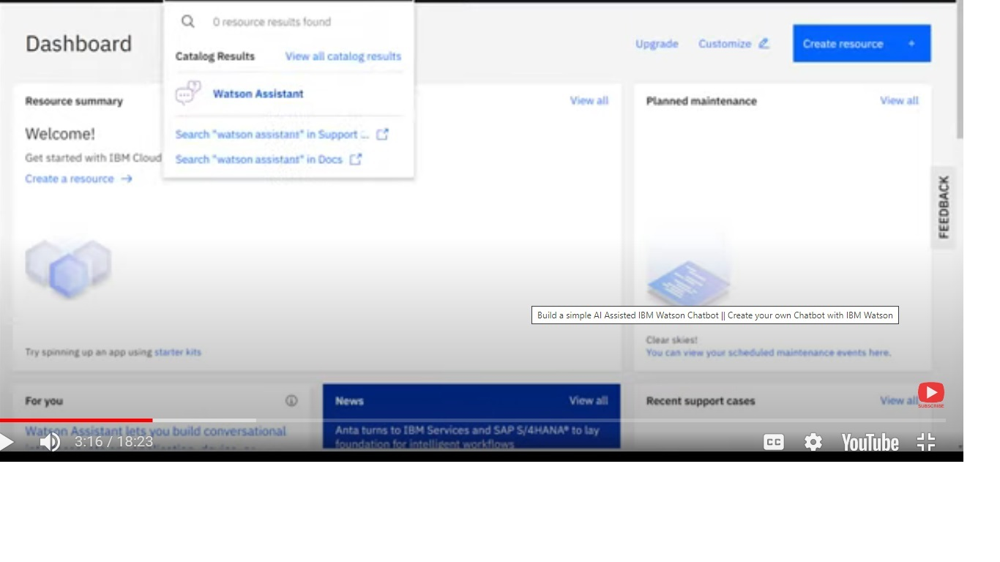 0 resource results found
Dashboard
Upgrade
Customize
Create resource +
Catalog Results
View all catalog results
Watson Assistant
Resource summary
View all
Planned maintenance
View all
Welcome!
Search "watson assistant" in Support ...
Get started with IBM Cloud
Search "watson assistant" in Docs
Create a resource →
FEEDBACK
Build a simple AI Assisted IBM Watson Chatbot || Create your own Chatbot with IBM Watson
Clear skies!
Try spinning up an app using starter kits
You can view your scheduled maintenance events here.
For you
News
View all
Recent support cases
View all
SUBSCRIBE
Watson Assistant lets you build conversational
Anta turns to IBM Services and SAP S/4HANA® to lay
foundation for intelligent workflows
3:16 / 18:23
CC
YouTube